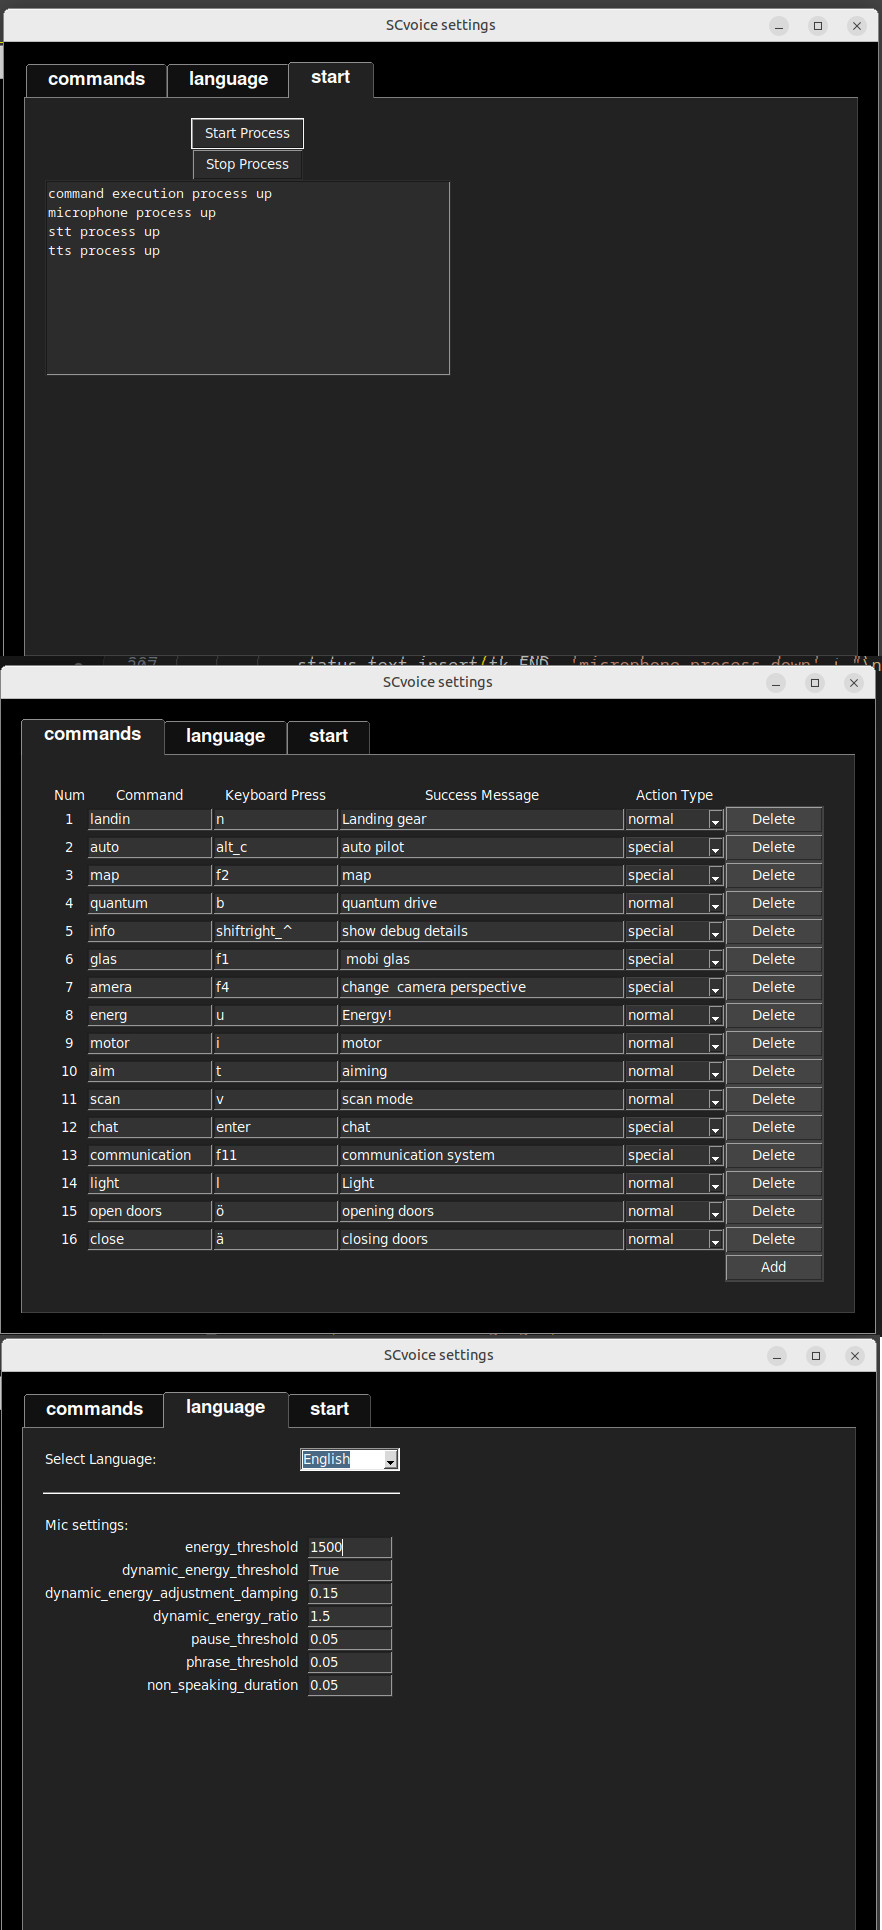 SCvoice settings
commands language start
Start Process
Stop Process
command execution process up
microphone process up
stt process up
tts process up
SCvoice settings
commands language start
Num Command Keyboard Press Success Message Action Type
1 landin n Landing gear normal Delete
2 auto alt_c auto pilot special Delete
3 map f2 map special Delete
4 quantum b quantum drive normal Delete
5 info shiftright_^ show debug details special Delete
6 glas f1 mobi glas special Delete
7 amera f4 change  camera perspective special Delete
8 energ u Energy! normal Delete
9 motor i motor normal Delete
10 aim t aiming normal Delete
11 scan v scan mode normal Delete
12 chat enter chat special Delete
13 communication f11 communication system special Delete
14 light l Light normal Delete
15 open doors ö opening doors normal Delete
16 close ä closing doors normal Delete
Add
SCvoice settings
commands language start
Select Language: English
Mic settings:
energy_threshold 1500
dynamic_energy_threshold True
dynamic_energy_adjustment_damping 0.15
dynamic_energy_ratio 1.5
pause_threshold 0.05
phrase_threshold 0.05
non_speaking_duration 0.05